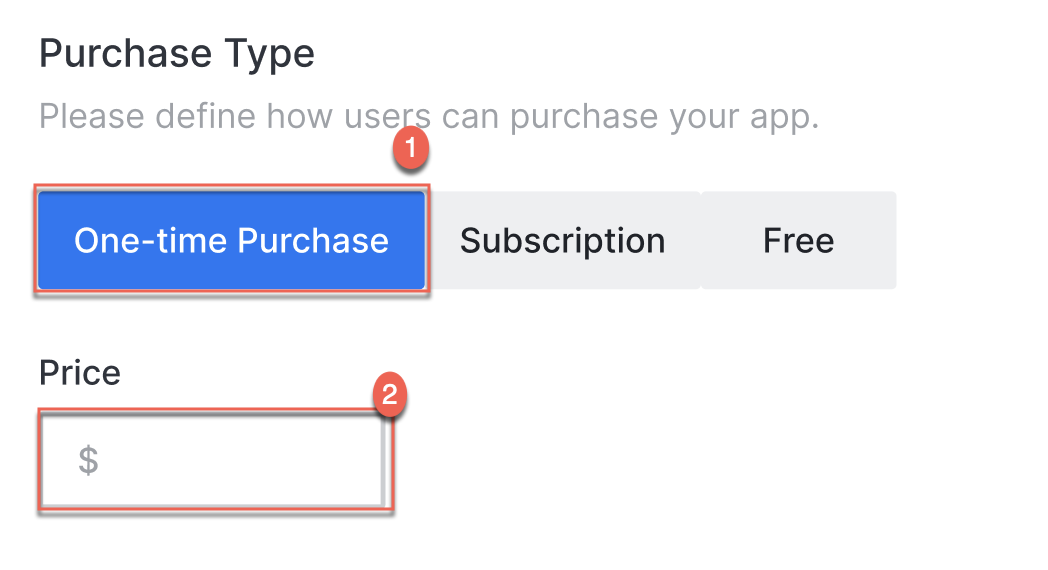 Purchase Type
Please define how users can purchase your app.
1
One-time Purchase Subscription Free
Price
2
$